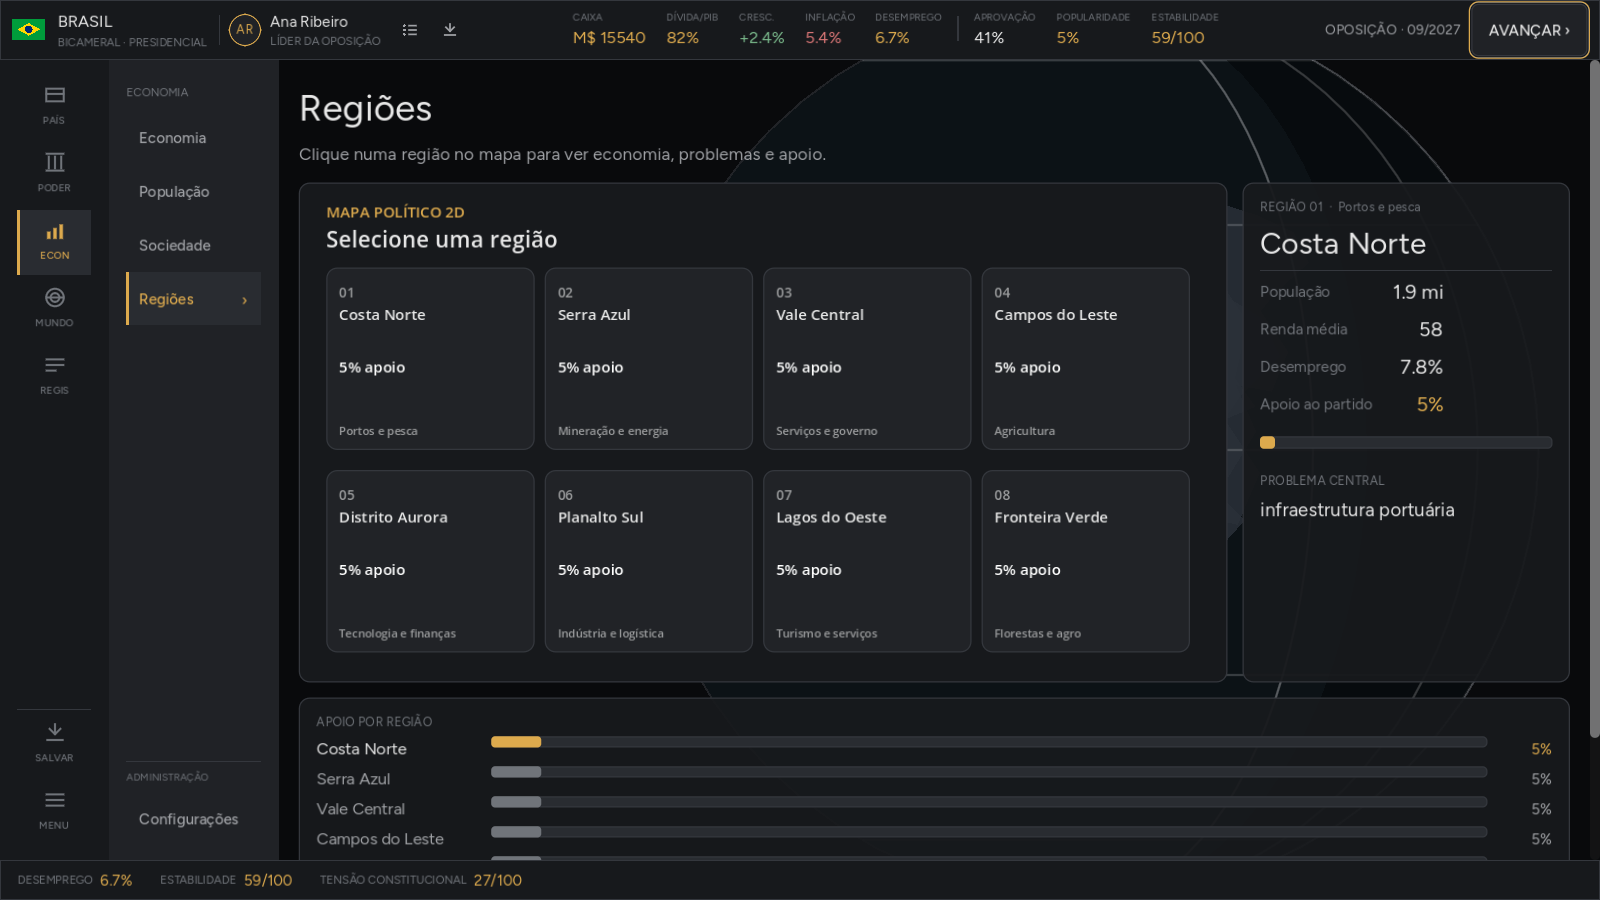 BRASIL
BICAMERAL · PRESIDENCIAL
AR
Ana Ribeiro
LÍDER DA OPOSIÇÃO
CAIXA
M$ 15540
DÍVIDA/PIB
82%
CRESC.
+2.4%
INFLAÇÃO
5.4%
DESEMPREGO
6.7%
APROVAÇÃO
41%
POPULARIDADE
5%
ESTABILIDADE
59/100
OPOSIÇÃO · 09/2027
AVANÇAR ›
PAÍS
PODER
ECON
MUNDO
REGIS
SALVAR
MENU
ECONOMIA
Economia
População
Sociedade
Regiões ›
ADMINISTRAÇÃO
Configurações
Regiões
Clique numa região no mapa para ver economia, problemas e apoio.
MAPA POLÍTICO 2D
Selecione uma região
01
Costa Norte
5% apoio
Portos e pesca
02
Serra Azul
5% apoio
Mineração e energia
03
Vale Central
5% apoio
Serviços e governo
04
Campos do Leste
5% apoio
Agricultura
05
Distrito Aurora
5% apoio
Tecnologia e finanças
06
Planalto Sul
5% apoio
Indústria e logística
07
Lagos do Oeste
5% apoio
Turismo e serviços
08
Fronteira Verde
5% apoio
Florestas e agro
REGIÃO 01 · Portos e pesca
Costa Norte
População 1.9 mi
Renda média 58
Desemprego 7.8%
Apoio ao partido 5%
PROBLEMA CENTRAL
infraestrutura portuária
APOIO POR REGIÃO
Costa Norte 5%
Serra Azul 5%
Vale Central 5%
Campos do Leste 5%
DESEMPREGO 6.7% ESTABILIDADE 59/100 TENSÃO CONSTITUCIONAL 27/100